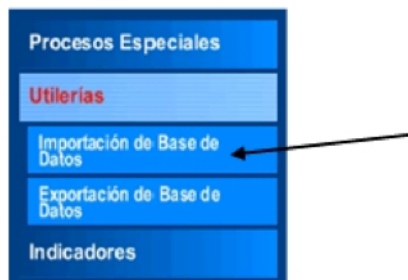 Procesos Especiales
Utilerías
Importación de Base de
Datos
Exportación de Base de
Datos
Indicadores